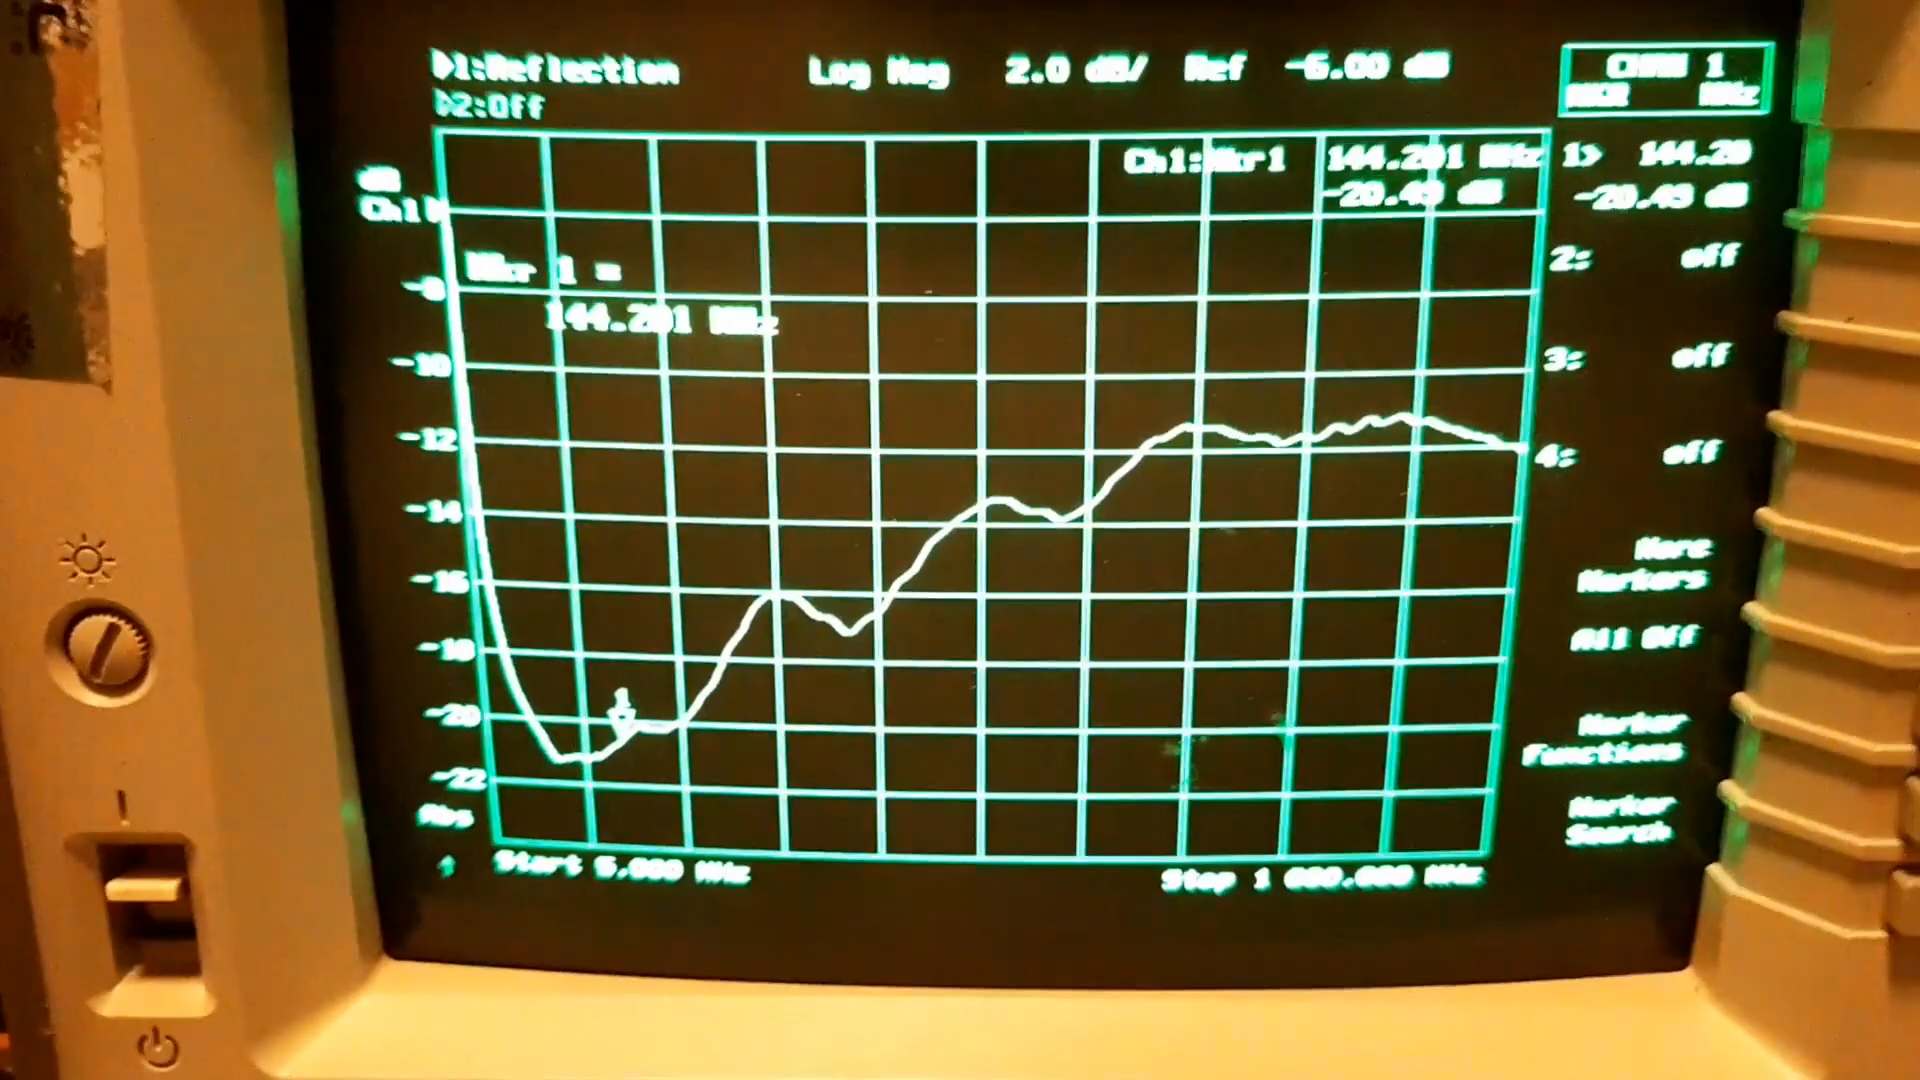 ▷1:Reflection Log Mag 2.0 dB/ Ref -6.00 dB
▷2:Off
CHAN 1
MKR MHz
dB
Ch1
Ch1:Mkr1 144.201 MHz
-20.49 dB
1> 144.20
-20.49 dB
2: off
3: off
4: off
Mkr 1 =
144.201 MHz
-8
-10
-12
-14
-16
-18
-20
-22
Abs
1
More
Markers
All Off
Marker
Functions
Marker
Search
Start 5.000 MHz Stop 1 000.000 MHz